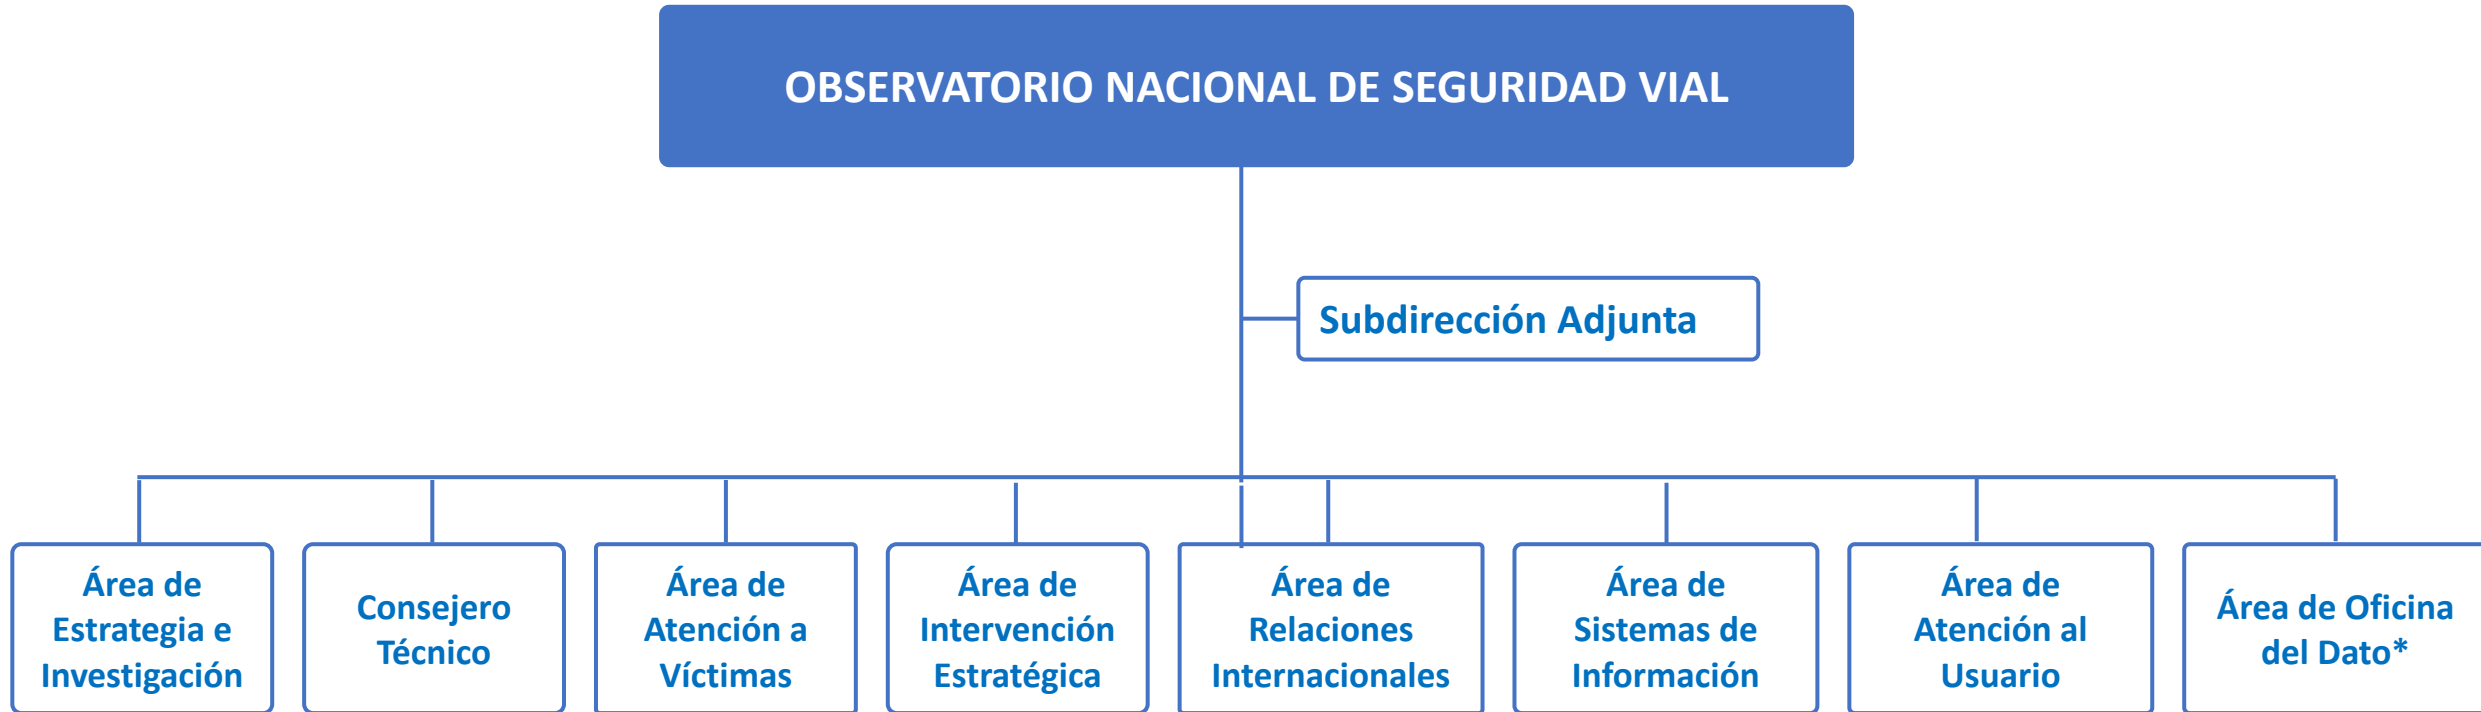 OBSERVATORIO NACIONAL DE SEGURIDAD VIAL
Subdirección Adjunta
Área de
Estrategia e
Investigación
Consejero
Técnico
Área de
Atención a
Víctimas
Área de
Intervención
Estratégica
Área de
Relaciones
Internacionales
Área de
Sistemas de
Información
Área de
Atención al
Usuario
Área de Oficina
del Dato*